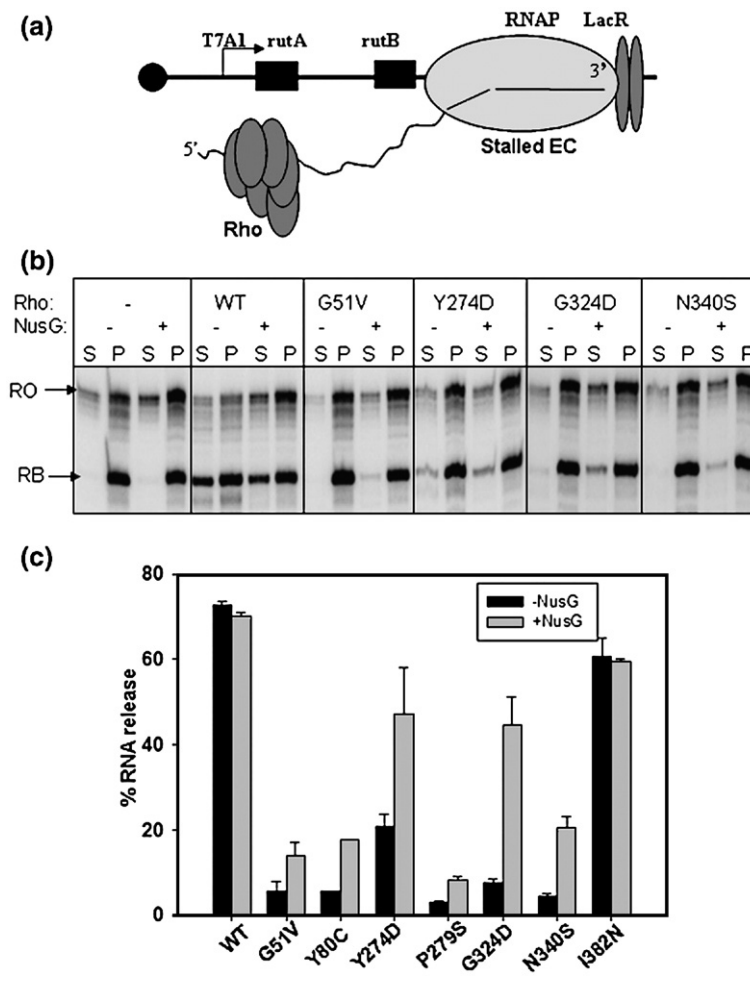 (a)
RNAP LacR
T7A1 rutA rutB
3'
Stalled EC
5'
Rho
(b)
Rho: - WT G51V Y274D G324D N340S
NusG: - + - + - + - + - + - +
S P S P S P S P S P S P S P S P S P S P S P S P
RO
RB
(c)
80
60
40
20
0
% RNA release
-NusG
+NusG
WT
G51V
Y80C
Y274D
P279S
G324D
N340S
I382N